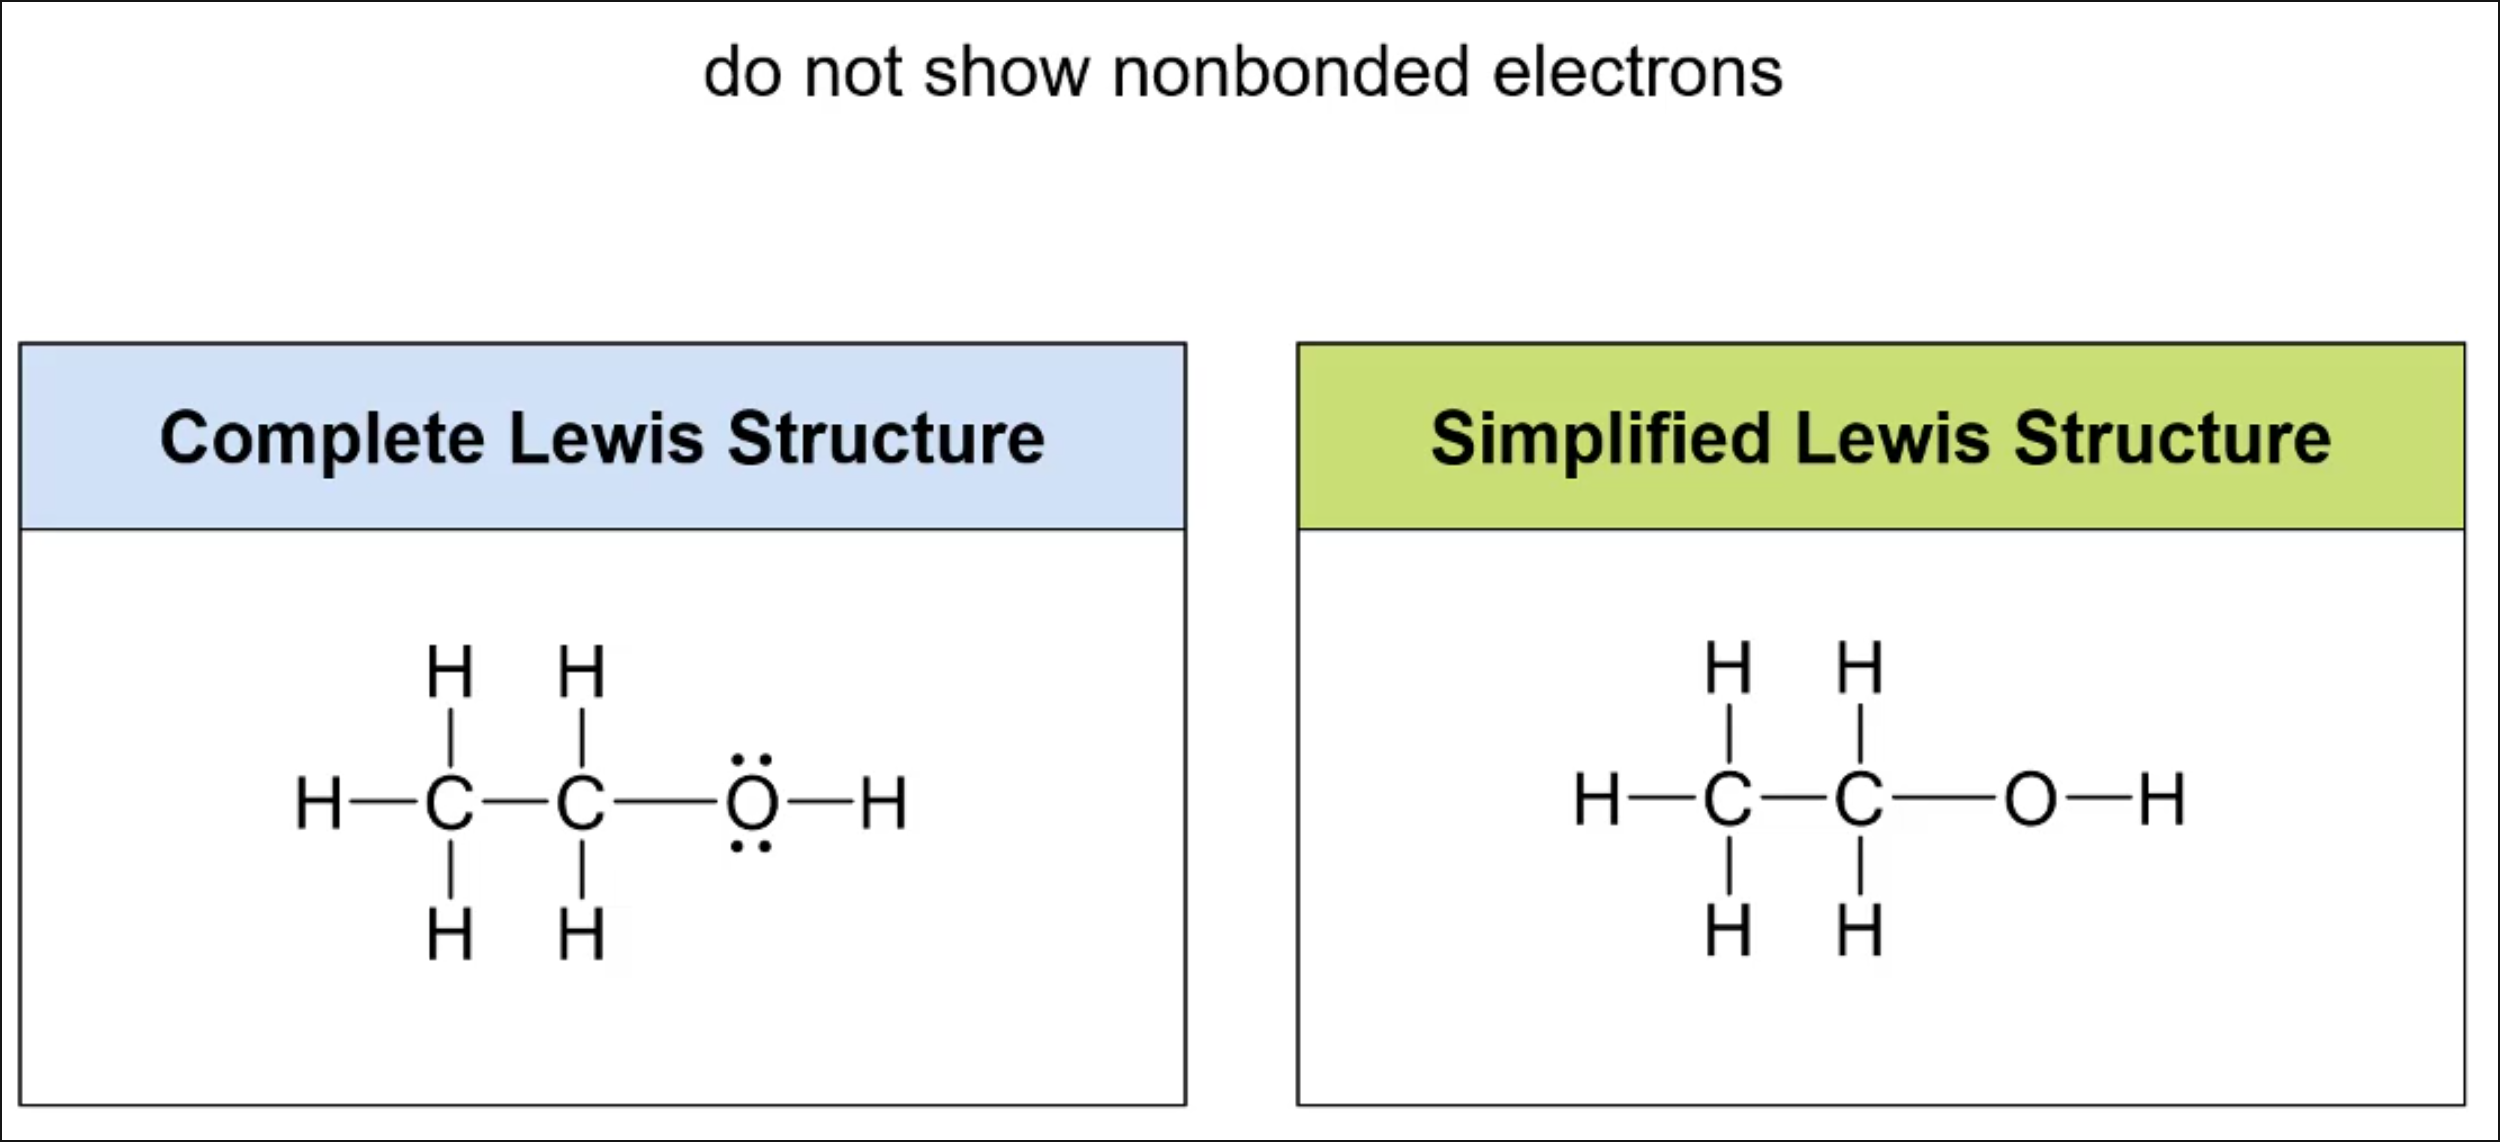 do not show nonbonded electrons
Complete Lewis Structure
H H
H C C O H
H H
Simplified Lewis Structure
H H
H C C O H
H H